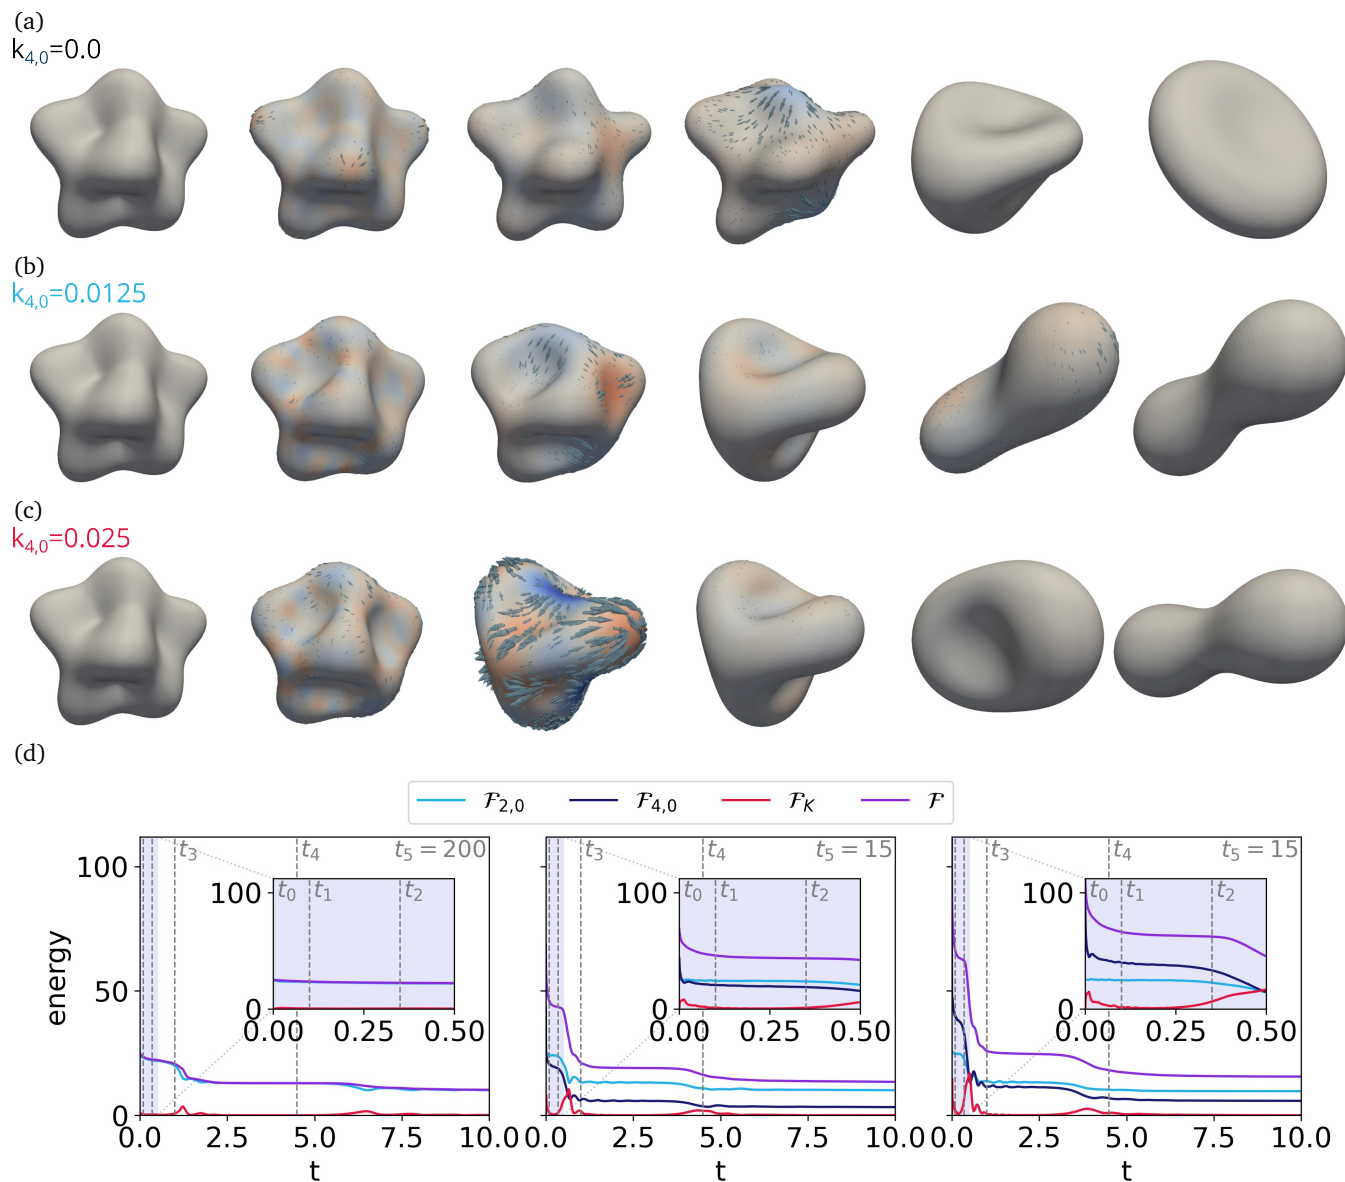 (a)
k4,0=0.0
(b)
k4,0=0.0125
(c)
k4,0=0.025
(d)
F2,0 F4,0 FK F
energy
100
50
0
t3 t4 t5 = 200
100
0
t0 t1 t2
0.00 0.25 0.50
0.0 2.5 5.0 7.5 10.0
t
t3 t4 t5 = 15
100
0
t0 t1 t2
0.00 0.25 0.50
0.0 2.5 5.0 7.5 10.0
t
t3 t4 t5 = 15
100
0
t0 t1 t2
0.00 0.25 0.50
0.0 2.5 5.0 7.5 10.0
t